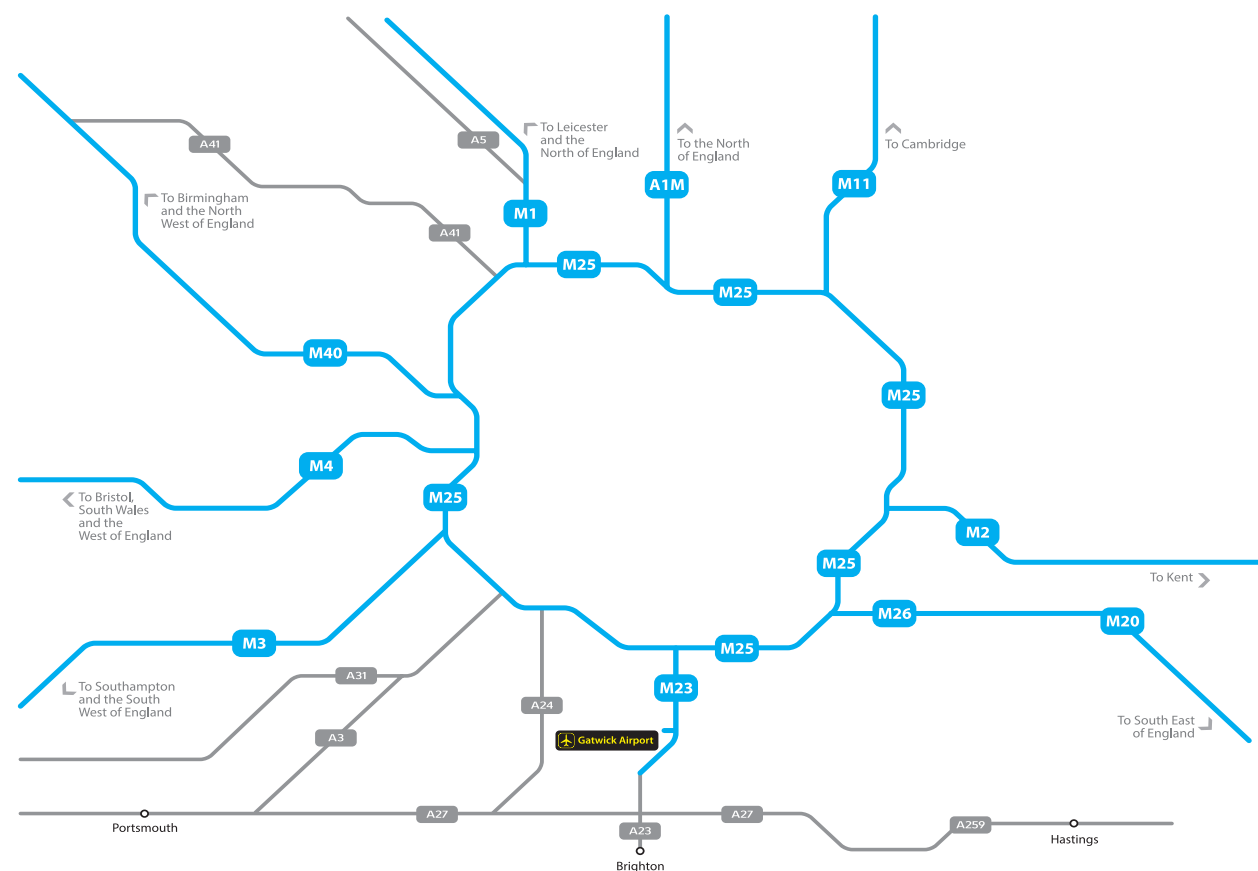 A5
To Leicester
and the
North of England
A41
To the North
of England
To Cambridge
A1M
M11
To Birmingham
and the North
West of England
M1
A41
M25
M25
M40
M25
M4
To Bristol,
South Wales
and the
West of England
M25
M2
M25
To Kent
M26
M20
M3
M25
A31
M23
To Southampton
and the South
West of England
A24
To South East
of England
A3
Gatwick Airport
A27
A27
Portsmouth
A23
A259
Hastings
Brighton